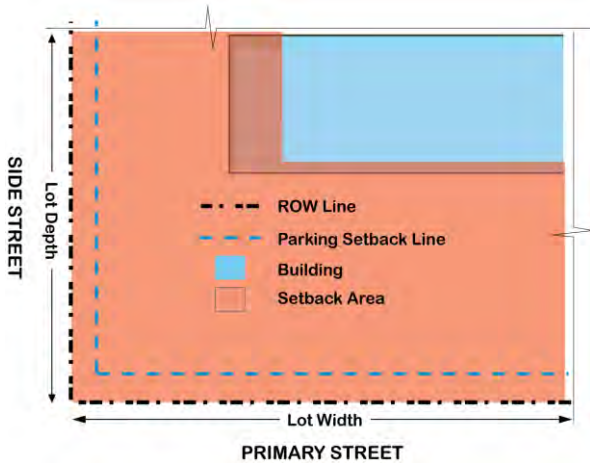 SIDE STREET
Lot Depth
ROW Line
Parking Setback Line
Building
Setback Area
Lot Width
PRIMARY STREET